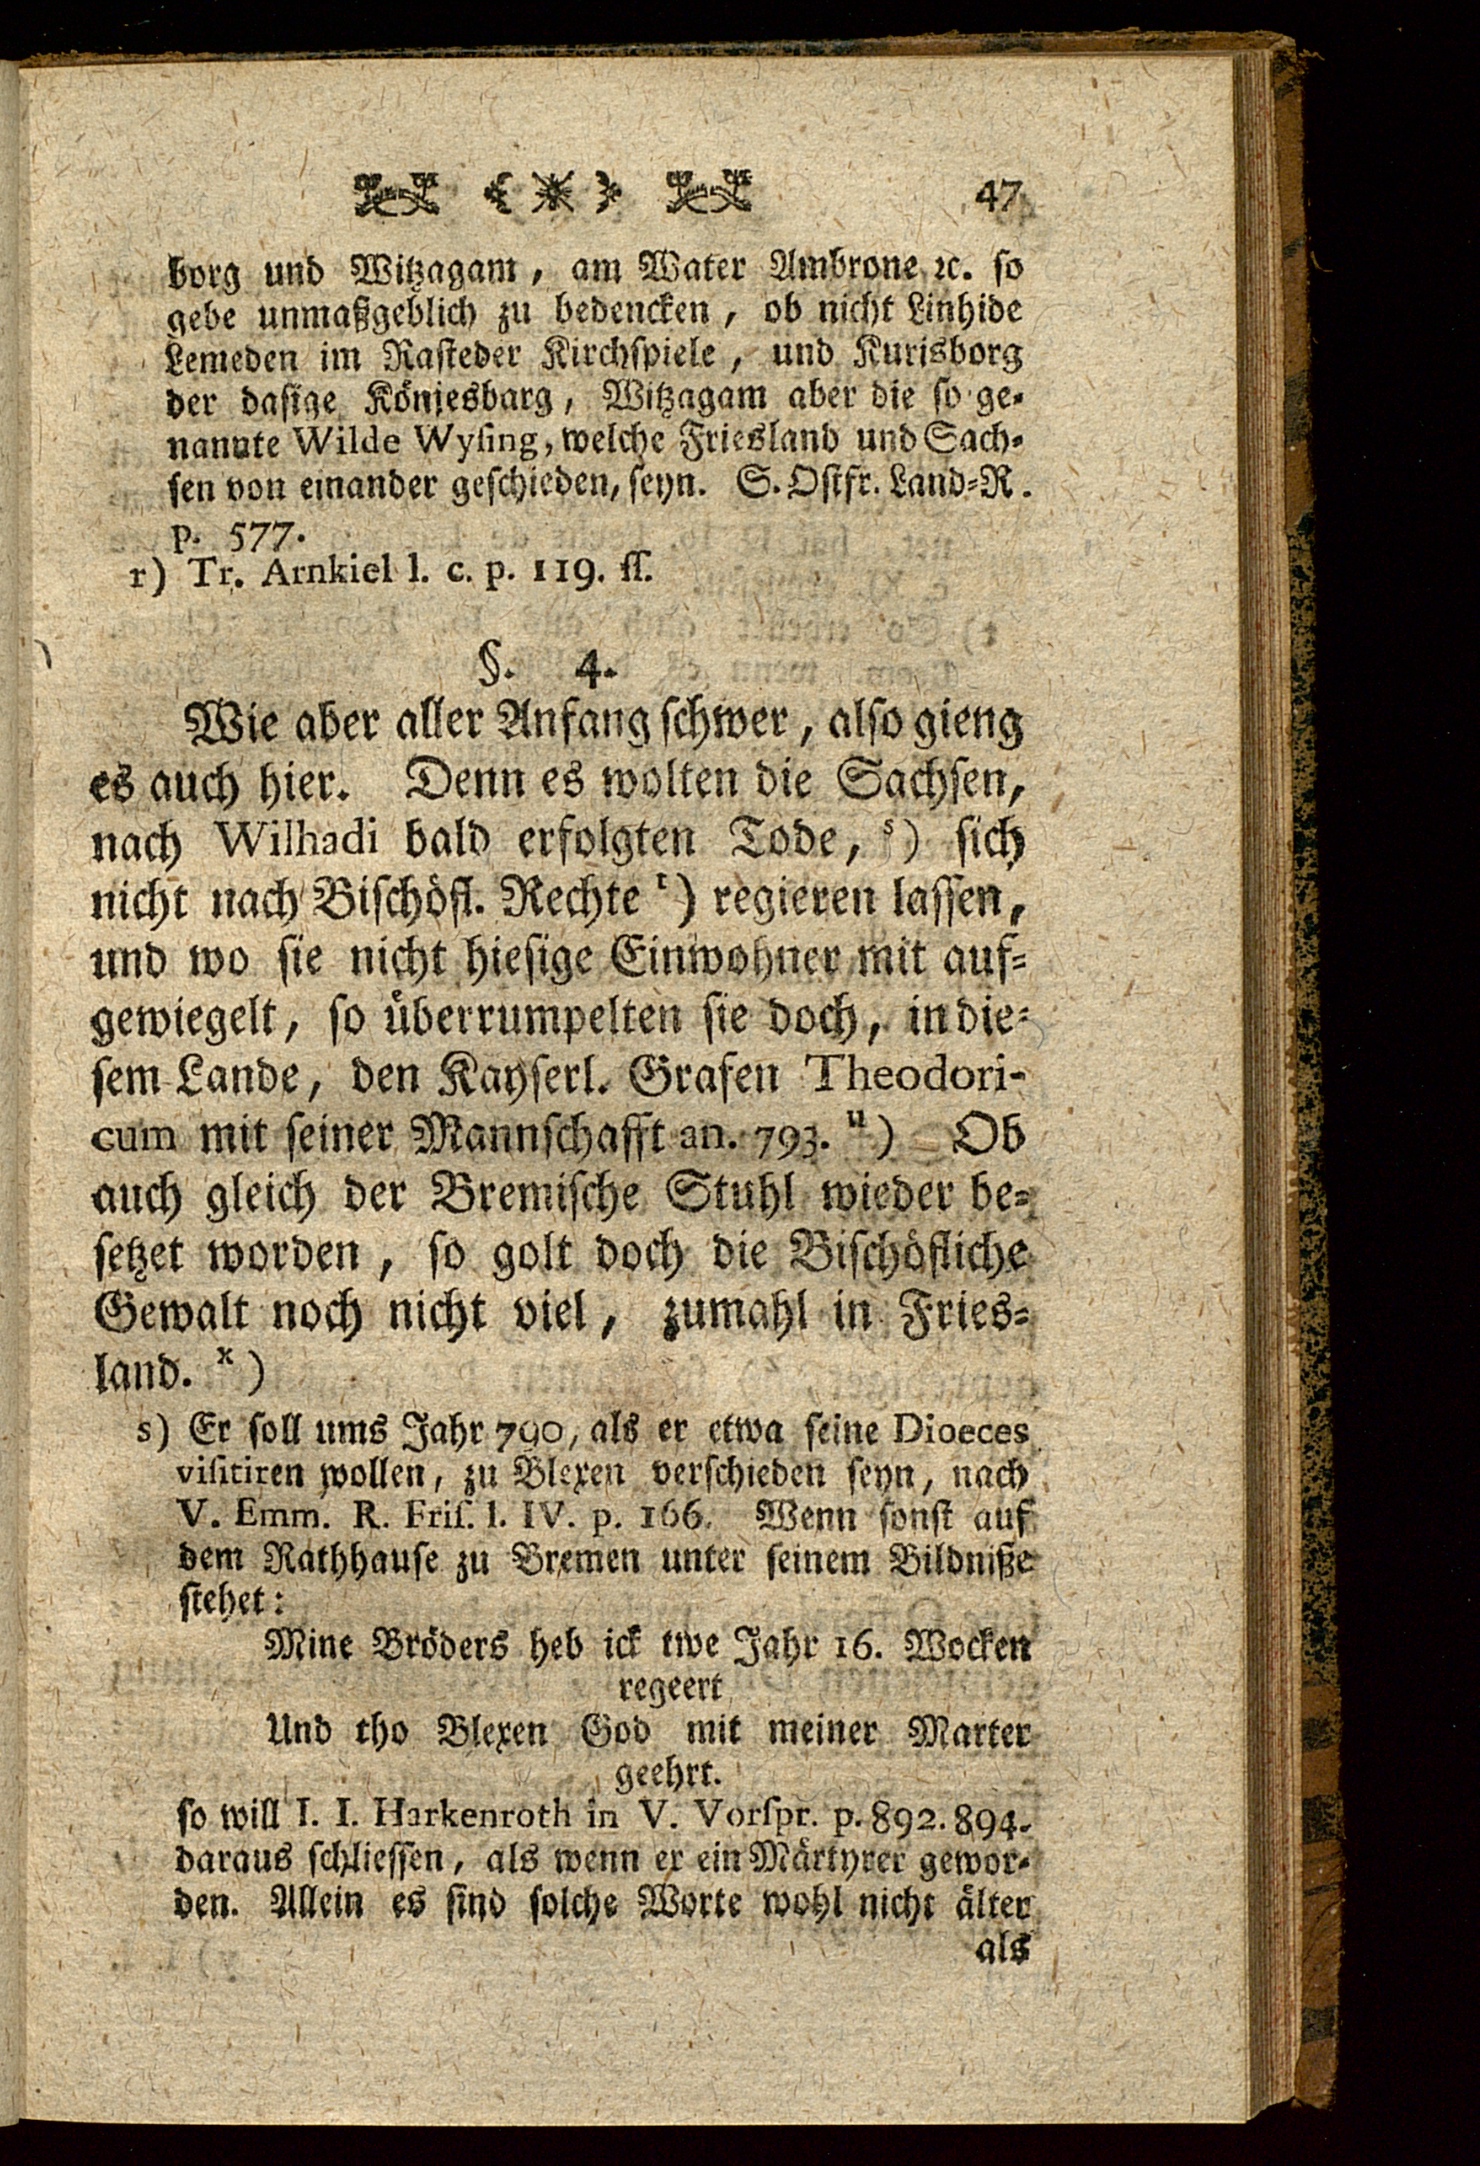 47
borg und Witzagam, am Water Ambrone ꝛc. so
gebe unmaßgeblich zu bedencken, ob nicht Linhide
Lemeden im Rasteder Kirchspiele, und Kurisborg
der dasige Könjesbarg, Witzagam aber die so ge-
nannte Wilde Wysing, welche Friesland und Sach-
sen von einander geschieden, seyn. S. Ostfr. Land-R.
p. 577.
r) Tr. Arnkiel l. c. p. 119. ſſ.
§. 4.
Wie aber aller Anfang schwer, also gieng
es auch hier. Denn es wolten die Sachsen,
nach Wilhadi bald erfolgten Tode, s) sich
nicht nach Bischöfl. Rechte t) regieren lassen,
und wo sie nicht hiesige Einwohner mit auf-
gewiegelt, so überrumpelten sie doch, in die-
sem Lande, den Kayserl. Grafen Theodori-
cum mit seiner Mannschafft an. 793. u) Ob
auch gleich der Bremische Stuhl wieder be-
setzet worden, so golt doch die Bischöfliche
Gewalt noch nicht viel, zumahl in Fries-
land. x)
s) Er soll ums Jahr 790, als er etwa seine Dioeces
visitiren wollen, zu Blexen verschieden seyn, nach
V. Emm. R. Fris. l. IV. p. 166. Wenn sonst auf
dem Rathhause zu Bremen unter seinem Bildniße
stehet:
Mine Bröders heb ick twe Jahr 16. Wocken
regeert
Und tho Blexen God mit meiner Marter
geehrt.
so will I. I. Harkenroth in V. Vorspr. p. 892. 894.
daraus schliessen, als wenn er ein Märtyrer gewor-
den. Allein es sind solche Worte wohl nicht älter
als